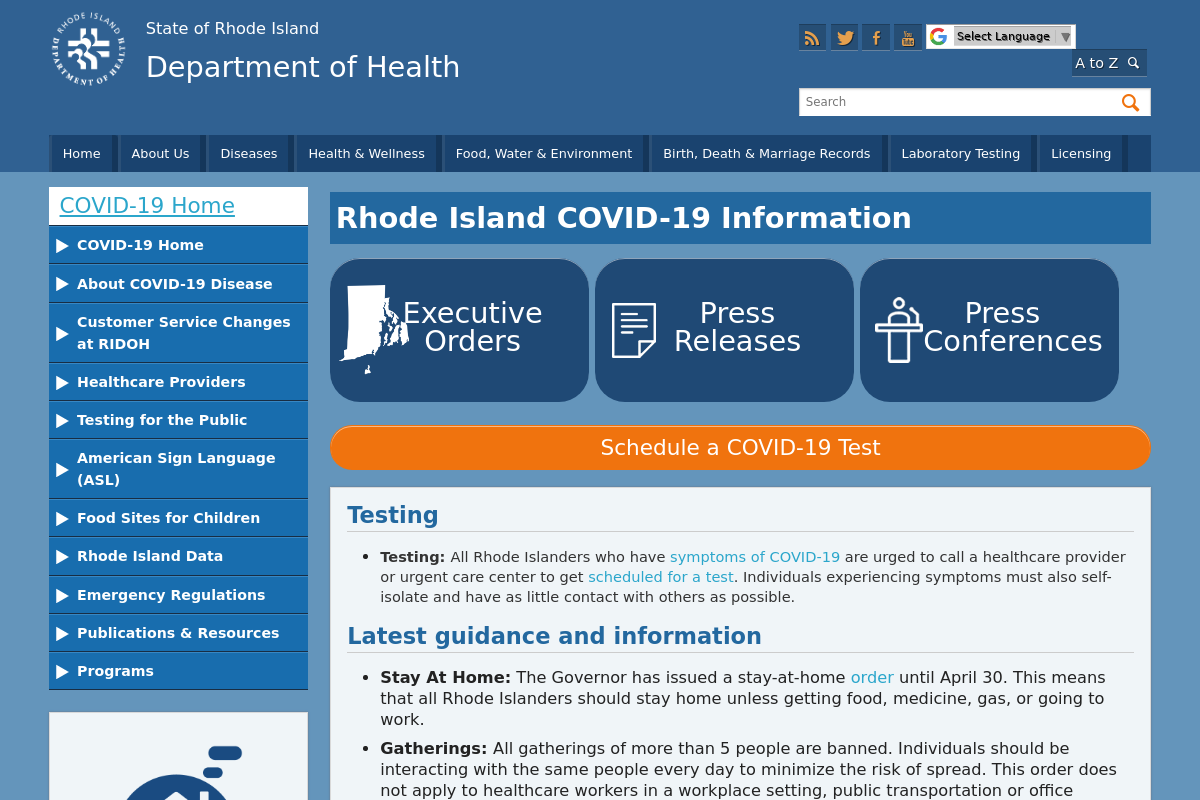 RHODE ISLAND
DEPARTMENT OF HEALTH
State of Rhode Island
Department of Health
Select Language ▼
A to Z
Search
Home
About Us
Diseases
Health & Wellness
Food, Water & Environment
Birth, Death & Marriage Records
Laboratory Testing
Licensing
COVID-19 Home
COVID-19 Home
About COVID-19 Disease
Customer Service Changes
at RIDOH
Healthcare Providers
Testing for the Public
American Sign Language
(ASL)
Food Sites for Children
Rhode Island Data
Emergency Regulations
Publications & Resources
Programs
Rhode Island COVID-19 Information
Executive
Orders
Press
Releases
Press
Conferences
Schedule a COVID-19 Test
Testing
• Testing: All Rhode Islanders who have symptoms of COVID-19 are urged to call a healthcare provider
or urgent care center to get scheduled for a test. Individuals experiencing symptoms must also self-
isolate and have as little contact with others as possible.
Latest guidance and information
• Stay At Home: The Governor has issued a stay-at-home order until April 30. This means
that all Rhode Islanders should stay home unless getting food, medicine, gas, or going to
work.
• Gatherings: All gatherings of more than 5 people are banned. Individuals should be
interacting with the same people every day to minimize the risk of spread. This order does
not apply to healthcare workers in a workplace setting, public transportation or office